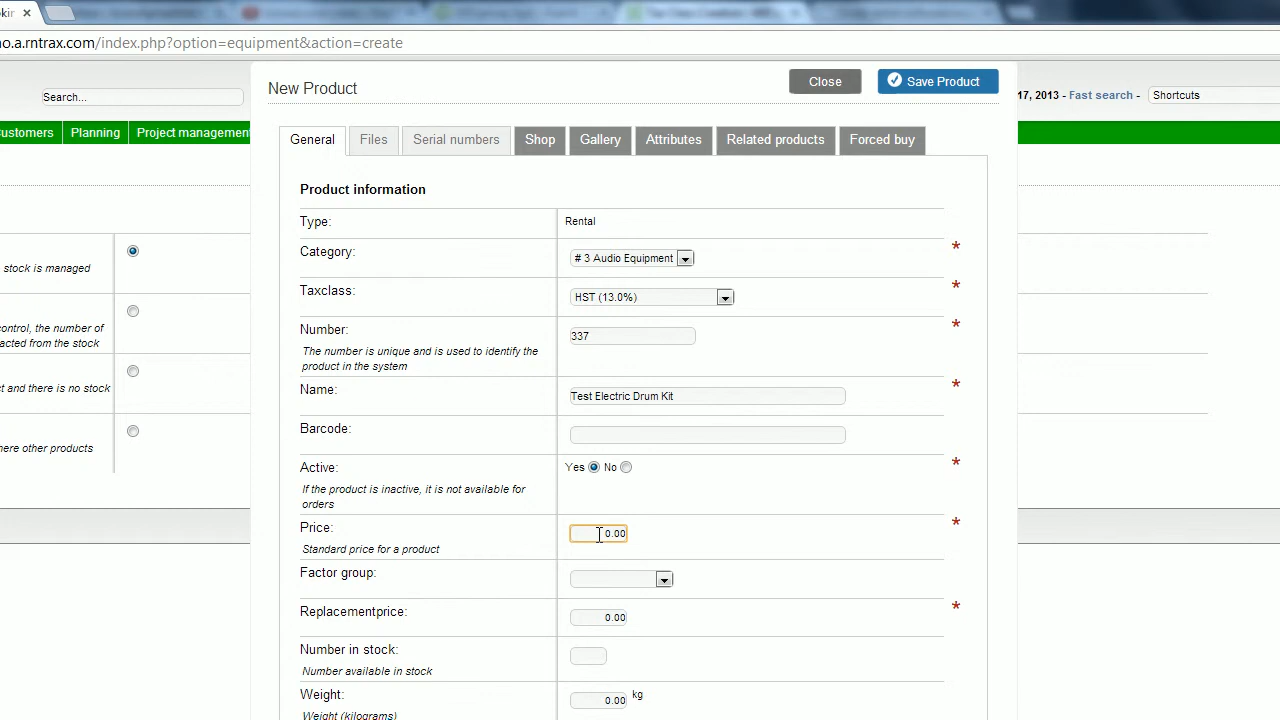 o.a.rntrax.com/index.php?option=equipment&action=create
New Product
Close
Save Product
Search...
17, 2013 - Fast search -
Shortcuts
ustomers
Planning
Project management
General
Files
Serial numbers
Shop
Gallery
Attributes
Related products
Forced buy
Product information
Type:
Rental
Category:
# 3 Audio Equipment
*
stock is managed
Taxclass:
HST (13.0%)
*
Number:
337
*
control, the number of
acted from the stock
The number is unique and is used to identify the
product in the system
ct and there is no stock
Name:
Test Electric Drum Kit
*
Barcode:
here other products
Active:
Yes
No
*
If the product is inactive, it is not available for
orders
Price:
0.00
*
Standard price for a product
Factor group:
Replacementprice:
0.00
*
Number in stock:
Number available in stock
Weight:
0.00 kg
Weight (kilograms)